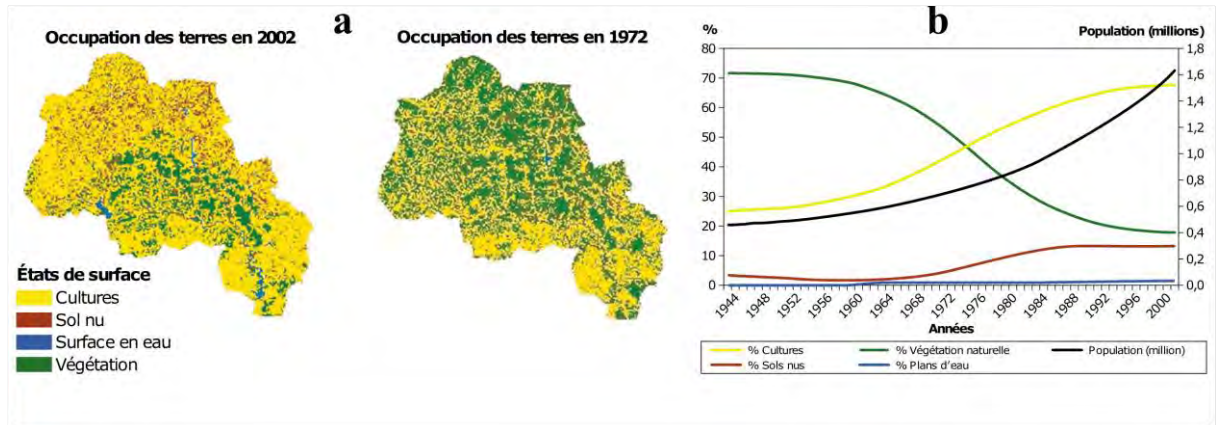 a
b
Occupation des terres en 2002
Occupation des terres en 1972
États de surface
Cultures
Sol nu
Surface en eau
Végétation
%
Population (millions)
80
70
60
50
40
30
20
10
0
1,8
1,6
1,4
1,2
1,0
0,8
0,6
0,4
0,2
0,0
1944
1948
1952
1956
1960
1964
1968
1972
1976
1980
1984
1988
1992
1996
2000
Années
% Cultures
% Végétation naturelle
Population (million)
% Sols nus
% Plans d'eau